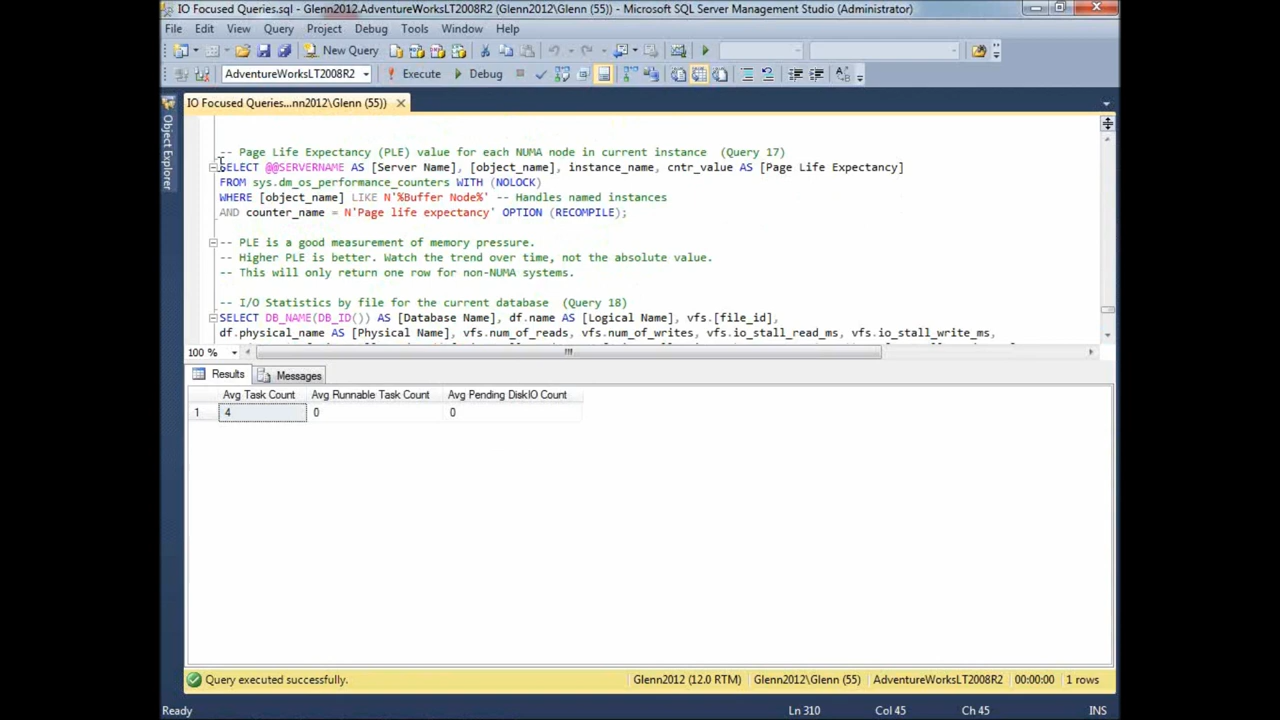 IO Focused Queries.sql - Glenn2012.AdventureWorksLT2008R2 (Glenn2012\Glenn (55)) - Microsoft SQL Server Management Studio (Administrator)
File Edit View Query Project Debug Tools Window Help
New Query
AdventureWorksLT2008R2 Execute Debug
IO Focused Queries...nn2012\Glenn (55))
Object Explorer
-- Page Life Expectancy (PLE) value for each NUMA node in current instance (Query 17)
SELECT @@SERVERNAME AS [Server Name], [object_name], instance_name, cntr_value AS [Page Life Expectancy]
FROM sys.dm_os_performance_counters WITH (NOLOCK)
WHERE [object_name] LIKE N'%Buffer Node%' -- Handles named instances
AND counter_name = N'Page life expectancy' OPTION (RECOMPILE);
-- PLE is a good measurement of memory pressure.
-- Higher PLE is better. Watch the trend over time, not the absolute value.
-- This will only return one row for non-NUMA systems.
-- I/O Statistics by file for the current database (Query 18)
SELECT DB_NAME(DB_ID()) AS [Database Name], df.name AS [Logical Name], vfs.[file_id],
df.physical_name AS [Physical Name], vfs.num_of_reads, vfs.num_of_writes, vfs.io_stall_read_ms, vfs.io_stall_write_ms,
100 %
Results Messages
Avg Task Count Avg Runnable Task Count Avg Pending DiskIO Count
1 4 0 0
Query executed successfully. Glenn2012 (12.0 RTM) Glenn2012\Glenn (55) AdventureWorksLT2008R2 00:00:00 1 rows
Ready Ln 310 Col 45 Ch 45 INS